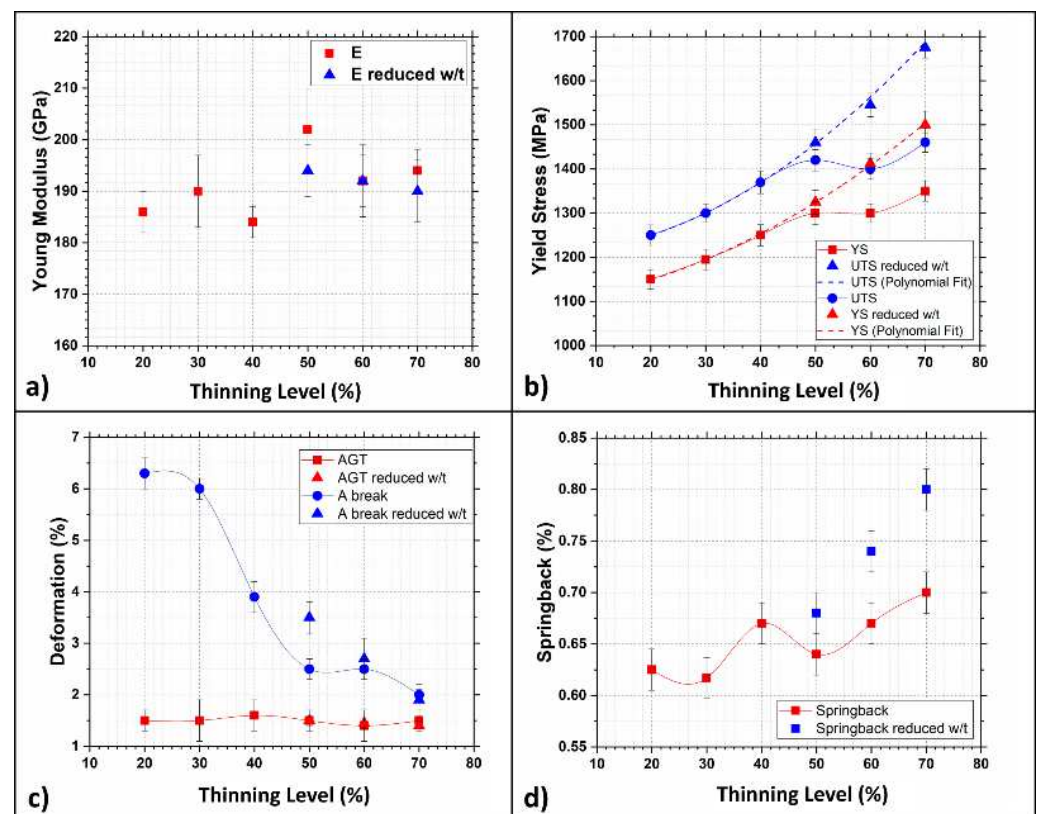 220
210
200
190
180
170
160
Young Modulus (GPa)
E
E reduced w/t
10 20 30 40 50 60 70 80
a)
Thinning Level (%)
1700
1600
1500
1400
1300
1200
1100
1000
Yield Stress (MPa)
YS
UTS reduced w/t
UTS (Polynomial Fit)
UTS
YS reduced w/t
YS (Polynomial Fit)
10 20 30 40 50 60 70 80
b)
Thinning Level (%)
7
6
5
4
3
2
1
Deformation (%)
AGT
AGT reduced w/t
A break
A break reduced w/t
10 20 30 40 50 60 70 80
c)
Thinning Level (%)
0.85
0.80
0.75
0.70
0.65
0.60
0.55
Springback (%)
Springback
Springback reduced w/t
10 20 30 40 50 60 70 80
d)
Thinning Level (%)